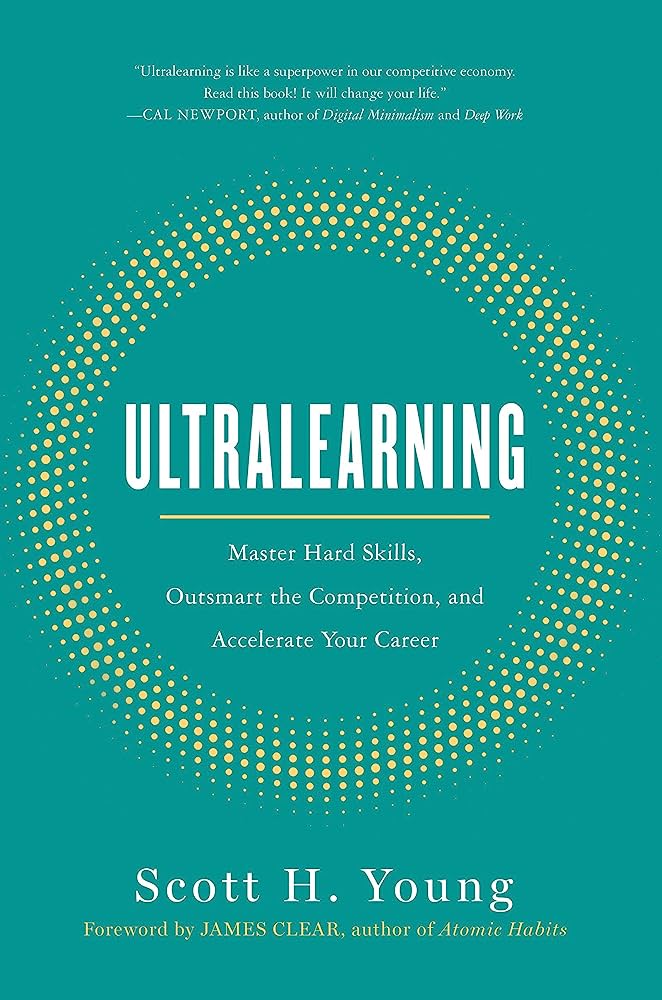 “Ultralearning is like a superpower in our competitive economy.
Read this book! It will change your life.”
—CAL NEWPORT, author of Digital Minimalism and Deep Work
ULTRALEARNING
Master Hard Skills,
Outsmart the Competition, and
Accelerate Your Career
Scott H. Young
Foreword by JAMES CLEAR, author of Atomic Habits